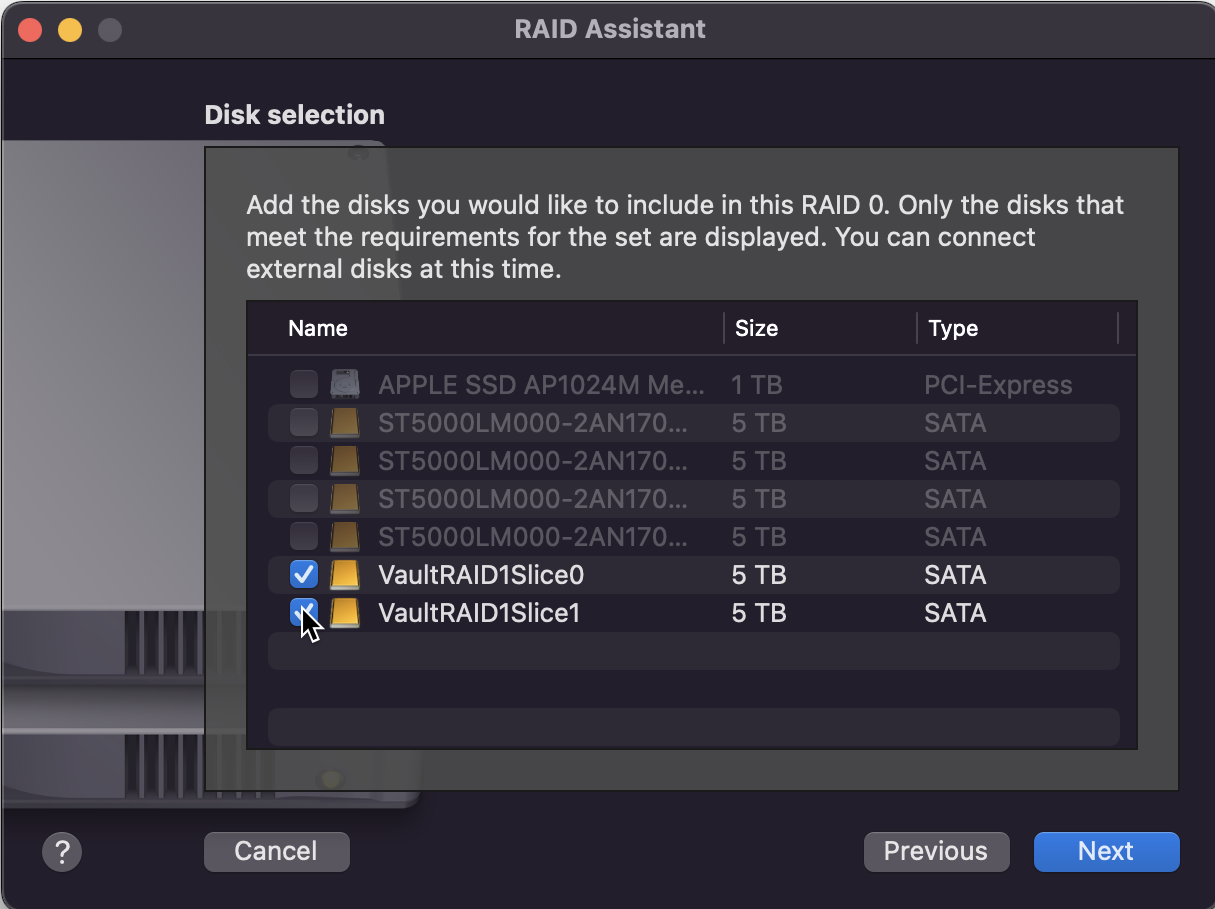 RAID Assistant
Disk selection
Add the disks you would like to include in this RAID 0. Only the disks that
meet the requirements for the set are displayed. You can connect
external disks at this time.
Name Size Type
APPLE SSD AP1024M Me... 1 TB PCI-Express
ST5000LM000-2AN170... 5 TB SATA
ST5000LM000-2AN170... 5 TB SATA
ST5000LM000-2AN170... 5 TB SATA
ST5000LM000-2AN170... 5 TB SATA
VaultRAID1Slice0 5 TB SATA
VaultRAID1Slice1 5 TB SATA
? Cancel Previous Next